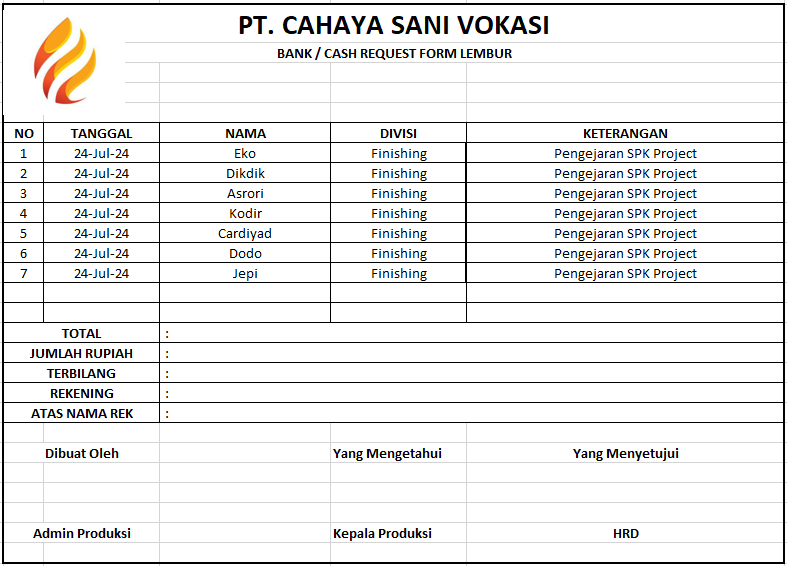 PT. CAHAYA SANI VOKASI
BANK / CASH REQUEST FORM LEMBUR
NO TANGGAL NAMA DIVISI KETERANGAN
1 24-Jul-24 Eko Finishing Pengejaran SPK Project
2 24-Jul-24 Dikdik Finishing Pengejaran SPK Project
3 24-Jul-24 Asrori Finishing Pengejaran SPK Project
4 24-Jul-24 Kodir Finishing Pengejaran SPK Project
5 24-Jul-24 Cardiyad Finishing Pengejaran SPK Project
6 24-Jul-24 Dodo Finishing Pengejaran SPK Project
7 24-Jul-24 Jepi Finishing Pengejaran SPK Project
TOTAL :
JUMLAH RUPIAH :
TERBILANG :
REKENING :
ATAS NAMA REK :
Dibuat Oleh Yang Mengetahui Yang Menyetujui
Admin Produksi Kepala Produksi HRD